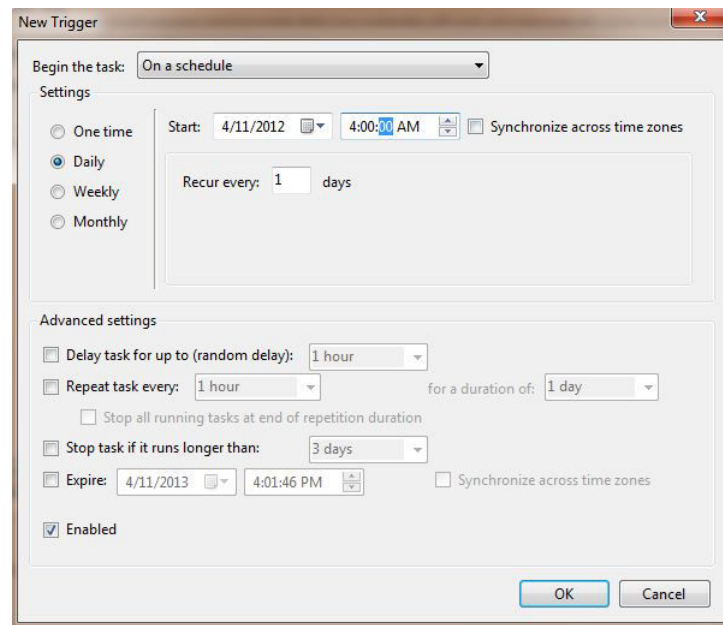 New Trigger
Begin the task: On a schedule
Settings
One time
Start: 4/11/2012 4:00:00 AM Synchronize across time zones
Daily
Recur every: 1 days
Weekly
Monthly
Advanced settings
Delay task for up to (random delay): 1 hour
Repeat task every: 1 hour for a duration of: 1 day
Stop all running tasks at end of repetition duration
Stop task if it runs longer than: 3 days
Expire: 4/11/2013 4:01:46 PM Synchronize across time zones
Enabled
OK Cancel